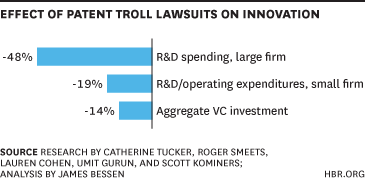 EFFECT OF PATENT TROLL LAWSUITS ON INNOVATION
-48% R&D spending, large firm
-19% R&D/operating expenditures, small firm
-14% Aggregate VC investment
SOURCE RESEARCH BY CATHERINE TUCKER, ROGER SMEETS,
LAUREN COHEN, UMIT GURUN, AND SCOTT KOMINERS;
ANALYSIS BY JAMES BESSEN HBR.ORG